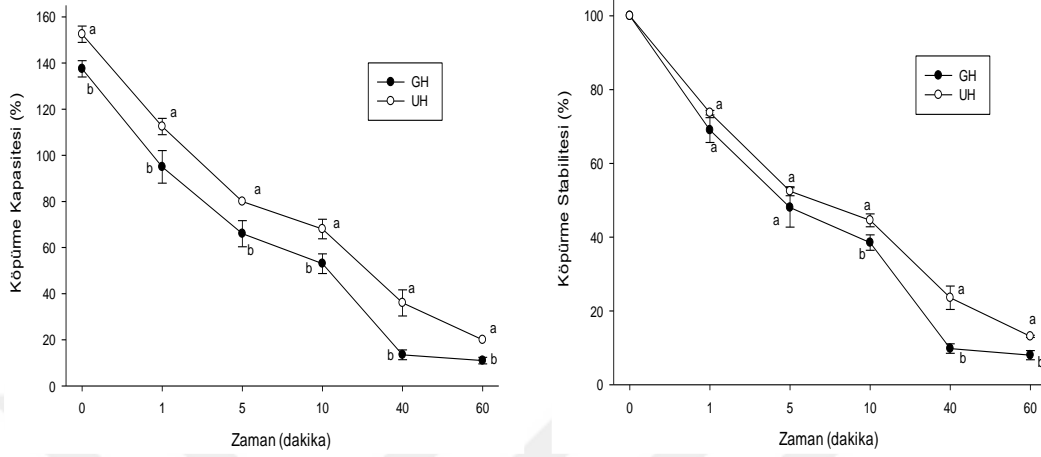 Köpürme Kapasitesi (%)
160
140
120
100
80
60
40
20
0
a
b
a
b
a
b
a
b
a
b
a
b
GH
UH
0 1 5 10 40 60
Zaman (dakika)
Köpürme Stabilitesi (%)
100
80
60
40
20
0
a
a
a
a
a
b
a
b
a
b
GH
UH
0 1 5 10 40 60
Zaman (dakika)